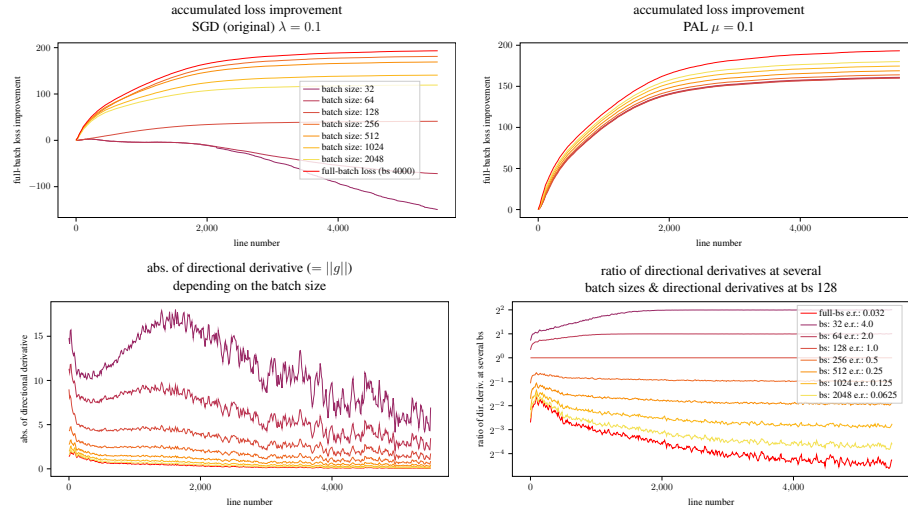 accumulated loss improvement
SGD (original) λ = 0.1
full-batch loss improvement
200
100
0
−100
batch size: 32
batch size: 64
batch size: 128
batch size: 256
batch size: 512
batch size: 1024
batch size: 2048
full-batch loss (bs 4000)
0
2,000
4,000
line number
accumulated loss improvement
PAL μ = 0.1
full-batch loss improvement
200
150
100
50
0
0
2,000
4,000
line number
abs. of directional derivative (= ||g||)
depending on the batch size
abs. of directional derivative
15
10
5
0
0
2,000
4,000
line number
ratio of directional derivatives at several
batch sizes & directional derivatives at bs 128
ratio of dir. deriv. at several bs
2²
2¹
2⁰
2⁻¹
2⁻²
2⁻³
2⁻⁴
full-bs e.r.: 0.032
bs: 32 e.r.: 4.0
bs: 64 e.r.: 2.0
bs: 128 e.r.: 1.0
bs: 256 e.r.: 0.5
bs: 512 e.r.: 0.25
bs: 1024 e.r.: 0.125
bs: 2048 e.r.: 0.0625
0
2,000
4,000
line number